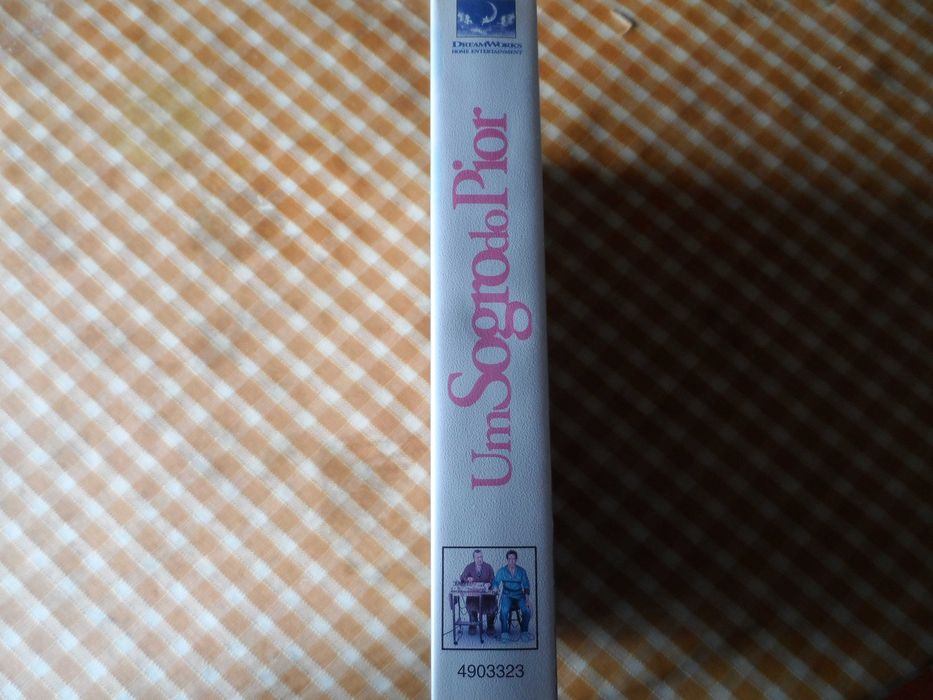 DREAMWORKS
HOME ENTERTAINMENT
Um Sogro do Pior
4903323